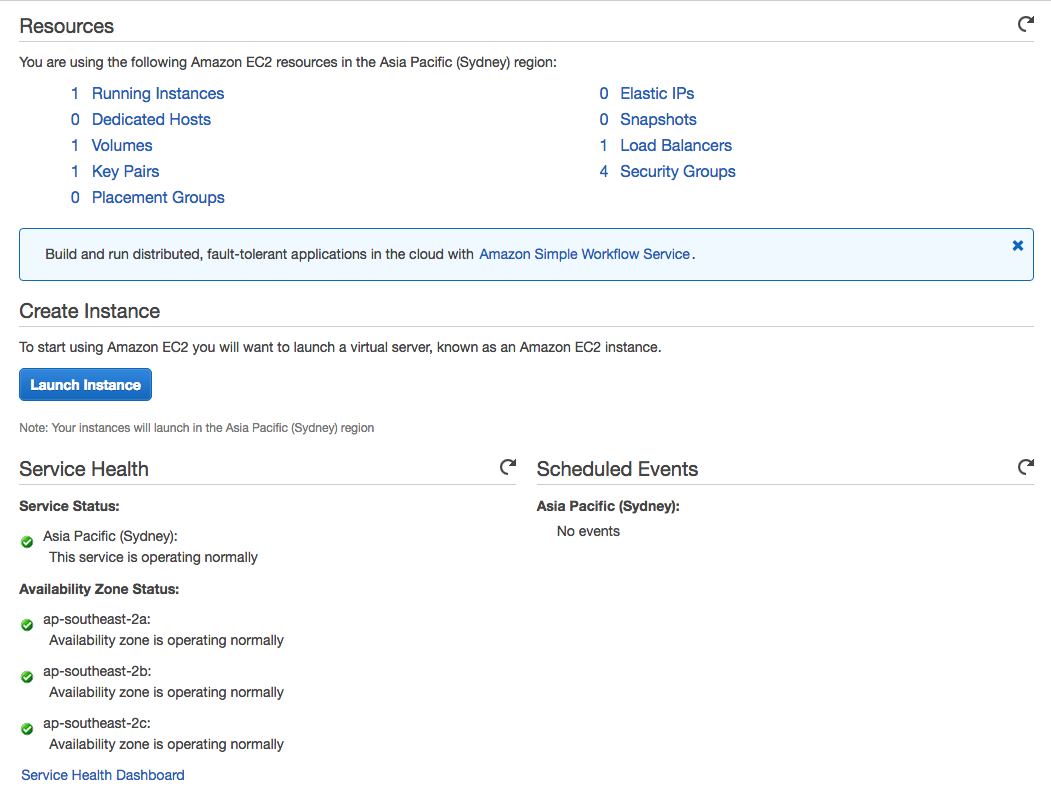 Resources
You are using the following Amazon EC2 resources in the Asia Pacific (Sydney) region:
1 Running Instances
0 Dedicated Hosts
1 Volumes
1 Key Pairs
0 Placement Groups
0 Elastic IPs
0 Snapshots
1 Load Balancers
4 Security Groups
Build and run distributed, fault-tolerant applications in the cloud with Amazon Simple Workflow Service.
Create Instance
To start using Amazon EC2 you will want to launch a virtual server, known as an Amazon EC2 instance.
Launch Instance
Note: Your instances will launch in the Asia Pacific (Sydney) region
Service Health
Service Status:
Asia Pacific (Sydney):
This service is operating normally
Availability Zone Status:
ap-southeast-2a:
Availability zone is operating normally
ap-southeast-2b:
Availability zone is operating normally
ap-southeast-2c:
Availability zone is operating normally
Service Health Dashboard
Scheduled Events
Asia Pacific (Sydney):
No events